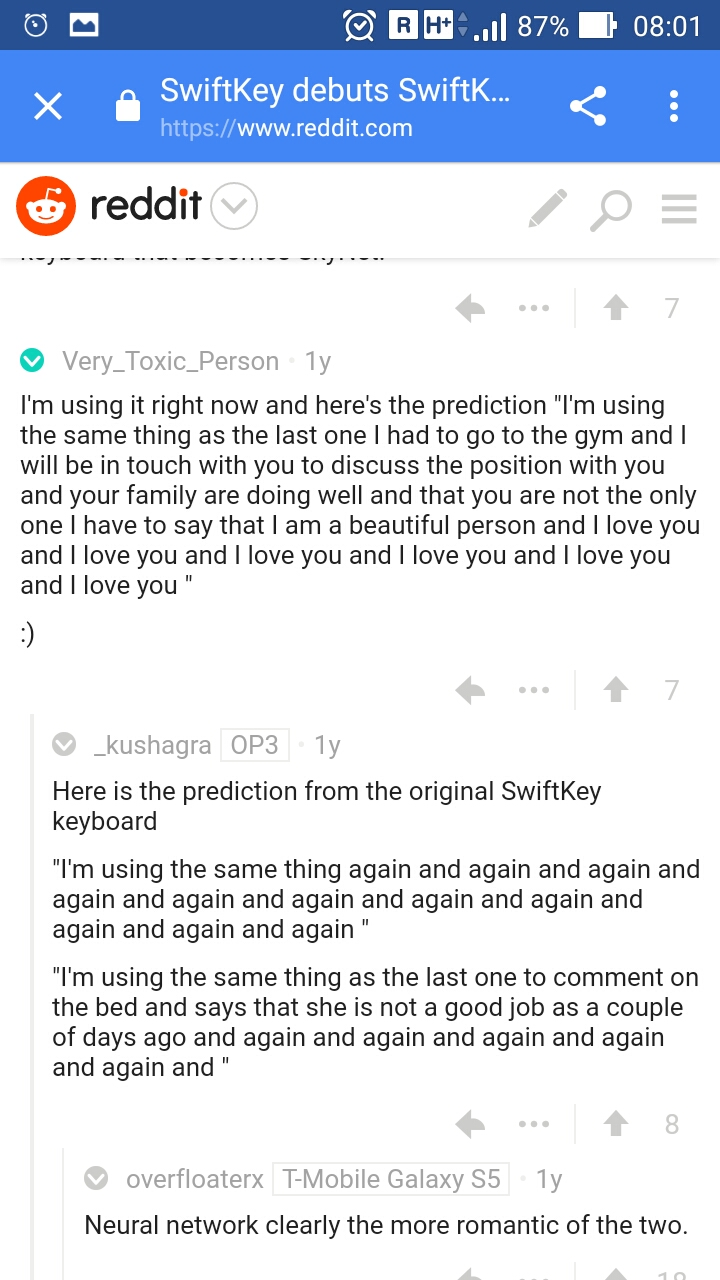 R H+ 87% 08:01
SwiftKey debuts SwiftK...
https://www.reddit.com
reddit
keyboard that becomes SkyNet.
7
Very_Toxic_Person · 1y
I'm using it right now and here's the prediction "I'm using
the same thing as the last one I had to go to the gym and I
will be in touch with you to discuss the position with you
and your family are doing well and that you are not the only
one I have to say that I am a beautiful person and I love you
and I love you and I love you and I love you and I love you
and I love you "
:)
7
_kushagra OP3 · 1y
Here is the prediction from the original SwiftKey
keyboard
"I'm using the same thing again and again and again and
again and again and again and again and again and
again and again and again "
"I'm using the same thing as the last one to comment on
the bed and says that she is not a good job as a couple
of days ago and again and again and again and again
and again and "
8
overfloaterx T-Mobile Galaxy S5 · 1y
Neural network clearly the more romantic of the two.
18